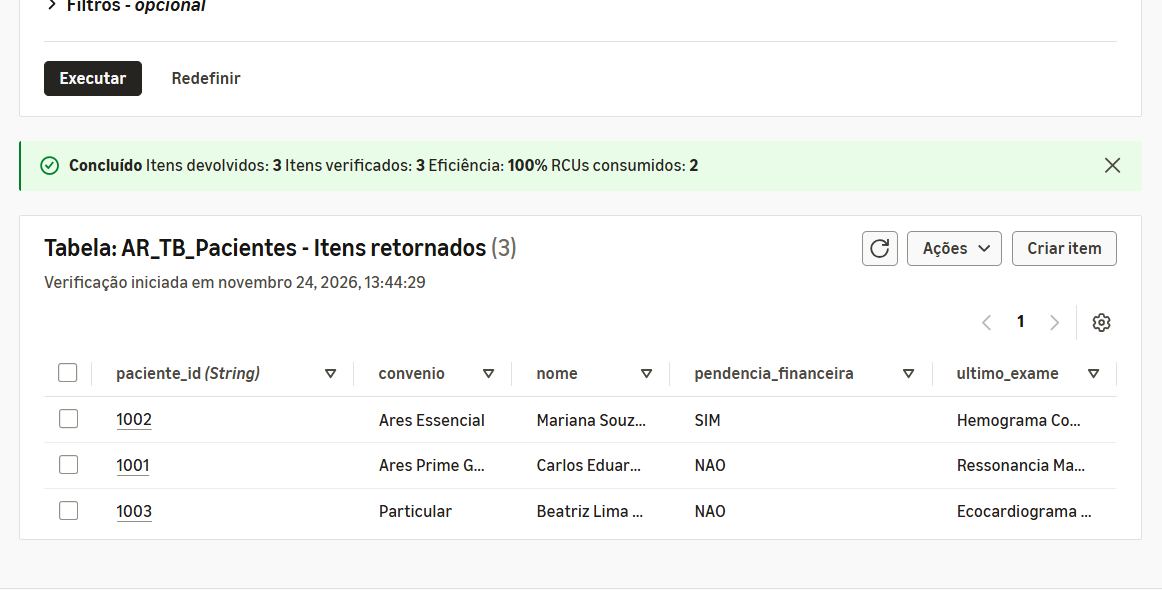 Filtros - opcional
Executar Redefinir
Concluído Itens devolvidos: 3 Itens verificados: 3 Eficiência: 100% RCUs consumidos: 2
Tabela: AR_TB_Pacientes - Itens retornados (3)
Ações Criar item
Verificação iniciada em novembro 24, 2026, 13:44:29
1
paciente_id (String) convenio nome pendencia_financeira ultimo_exame
1002 Ares Essencial Mariana Souz... SIM Hemograma Co...
1001 Ares Prime G... Carlos Eduar... NAO Ressonancia Ma...
1003 Particular Beatriz Lima ... NAO Ecocardiograma ...